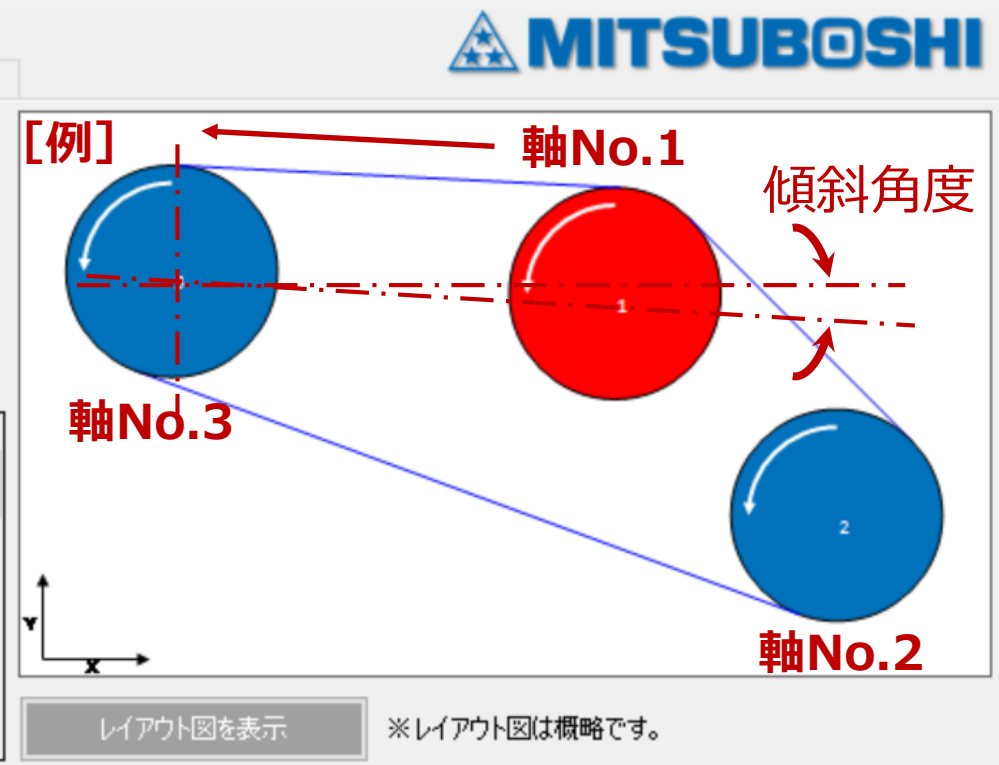 MITSUBOSHI
[例]
軸No.1
傾斜角度
1
軸No.3
2
Y
X
軸No.2
レイアウト図を表示
※レイアウト図は概略です。